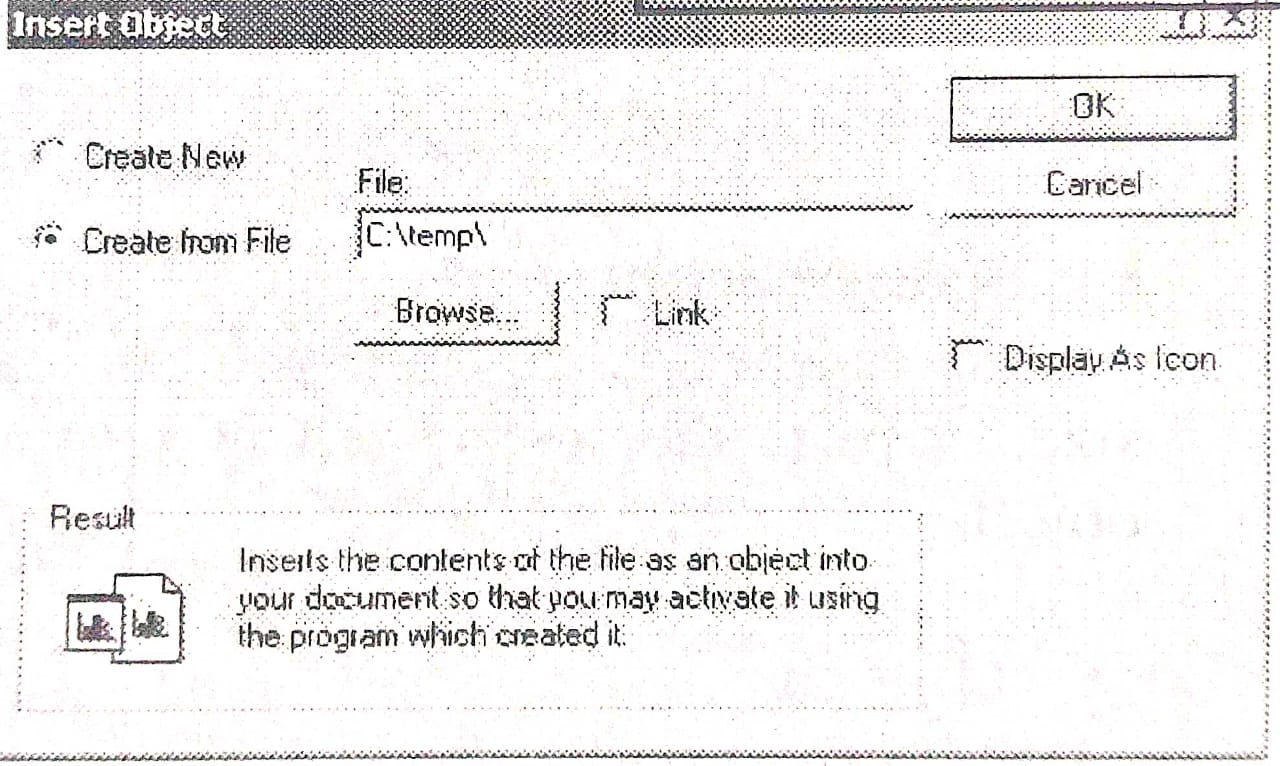 Insert Object
OK
Create New
File:
Cancel
Create from File
C:\temp\
Browse...
Link
Display As Icon
Result
Inserts the contents of the file as an object into
your document so that you may activate it using
the program which created it.